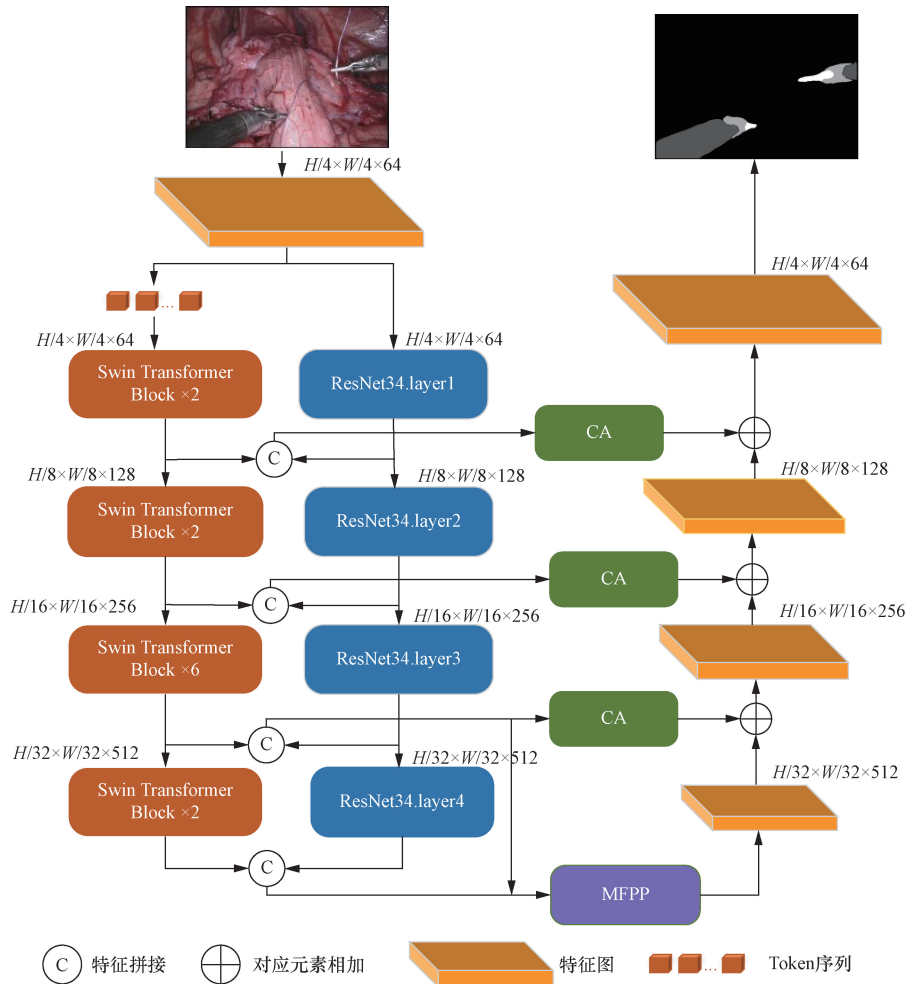 H/4×W/4×64
...
H/4×W/4×64
H/4×W/4×64
H/4×W/4×64
Swin Transformer
Block ×2
ResNet34.layer1
CA
C
H/8×W/8×128
H/8×W/8×128
H/8×W/8×128
Swin Transformer
Block ×2
ResNet34.layer2
CA
C
H/16×W/16×256
H/16×W/16×256
H/16×W/16×256
Swin Transformer
Block ×6
ResNet34.layer3
CA
C
H/32×W/32×512
H/32×W/32×512
H/32×W/32×512
Swin Transformer
Block ×2
ResNet34.layer4
C
MFPP
C 特征拼接 对应元素相加 特征图 ... Token序列